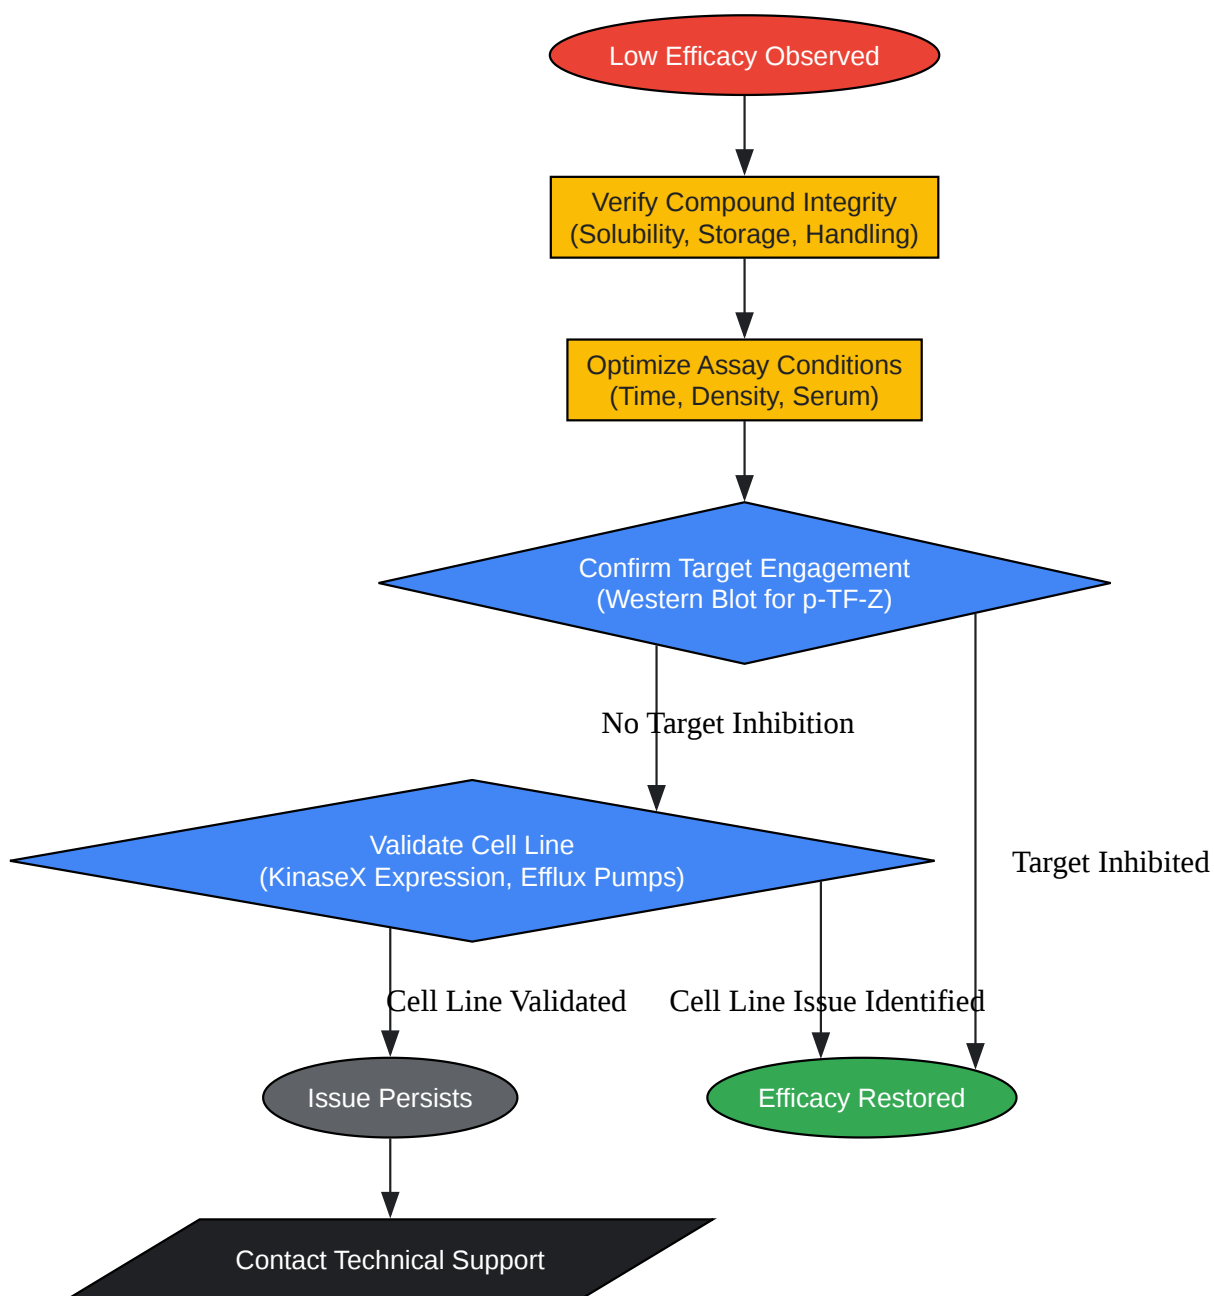 Low Efficacy Observed
Verify Compound Integrity
(Solubility, Storage, Handling)
Optimize Assay Conditions
(Time, Density, Serum)
Confirm Target Engagement
(Western Blot for p-TF-Z)
No Target Inhibition
Validate Cell Line
(KinaseX Expression, Efflux Pumps)
Target Inhibited
Cell Line Validated
Cell Line Issue Identified
Issue Persists
Efficacy Restored
Contact Technical Support